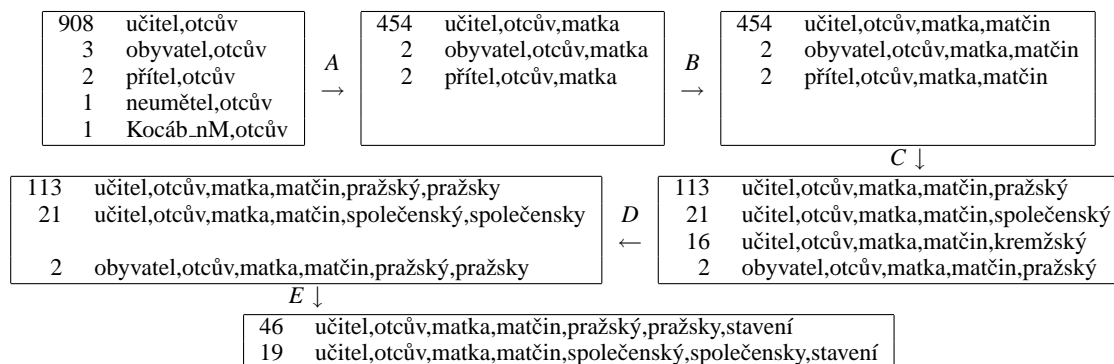 908 učitel,otcův
3 obyvatel,otcův
2 přítel,otcův
1 neumětel,otcův
1 Kocáb_nM,otcův
A
→
454 učitel,otcův,matka
2 obyvatel,otcův,matka
2 přítel,otcův,matka
B
→
454 učitel,otcův,matka,matčin
2 obyvatel,otcův,matka,matčin
2 přítel,otcův,matka,matčin
C ↓
113 učitel,otcův,matka,matčin,pražský,pražsky
21 učitel,otcův,matka,matčin,společenský,společensky
2 obyvatel,otcův,matka,matčin,pražský,pražsky
D
←
113 učitel,otcův,matka,matčin,pražský
21 učitel,otcův,matka,matčin,společenský
16 učitel,otcův,matka,matčin,kremžský
2 obyvatel,otcův,matka,matčin,pražský
E ↓
46 učitel,otcův,matka,matčin,pražský,pražsky,stavení
19 učitel,otcův,matka,matčin,společenský,společensky,stavení